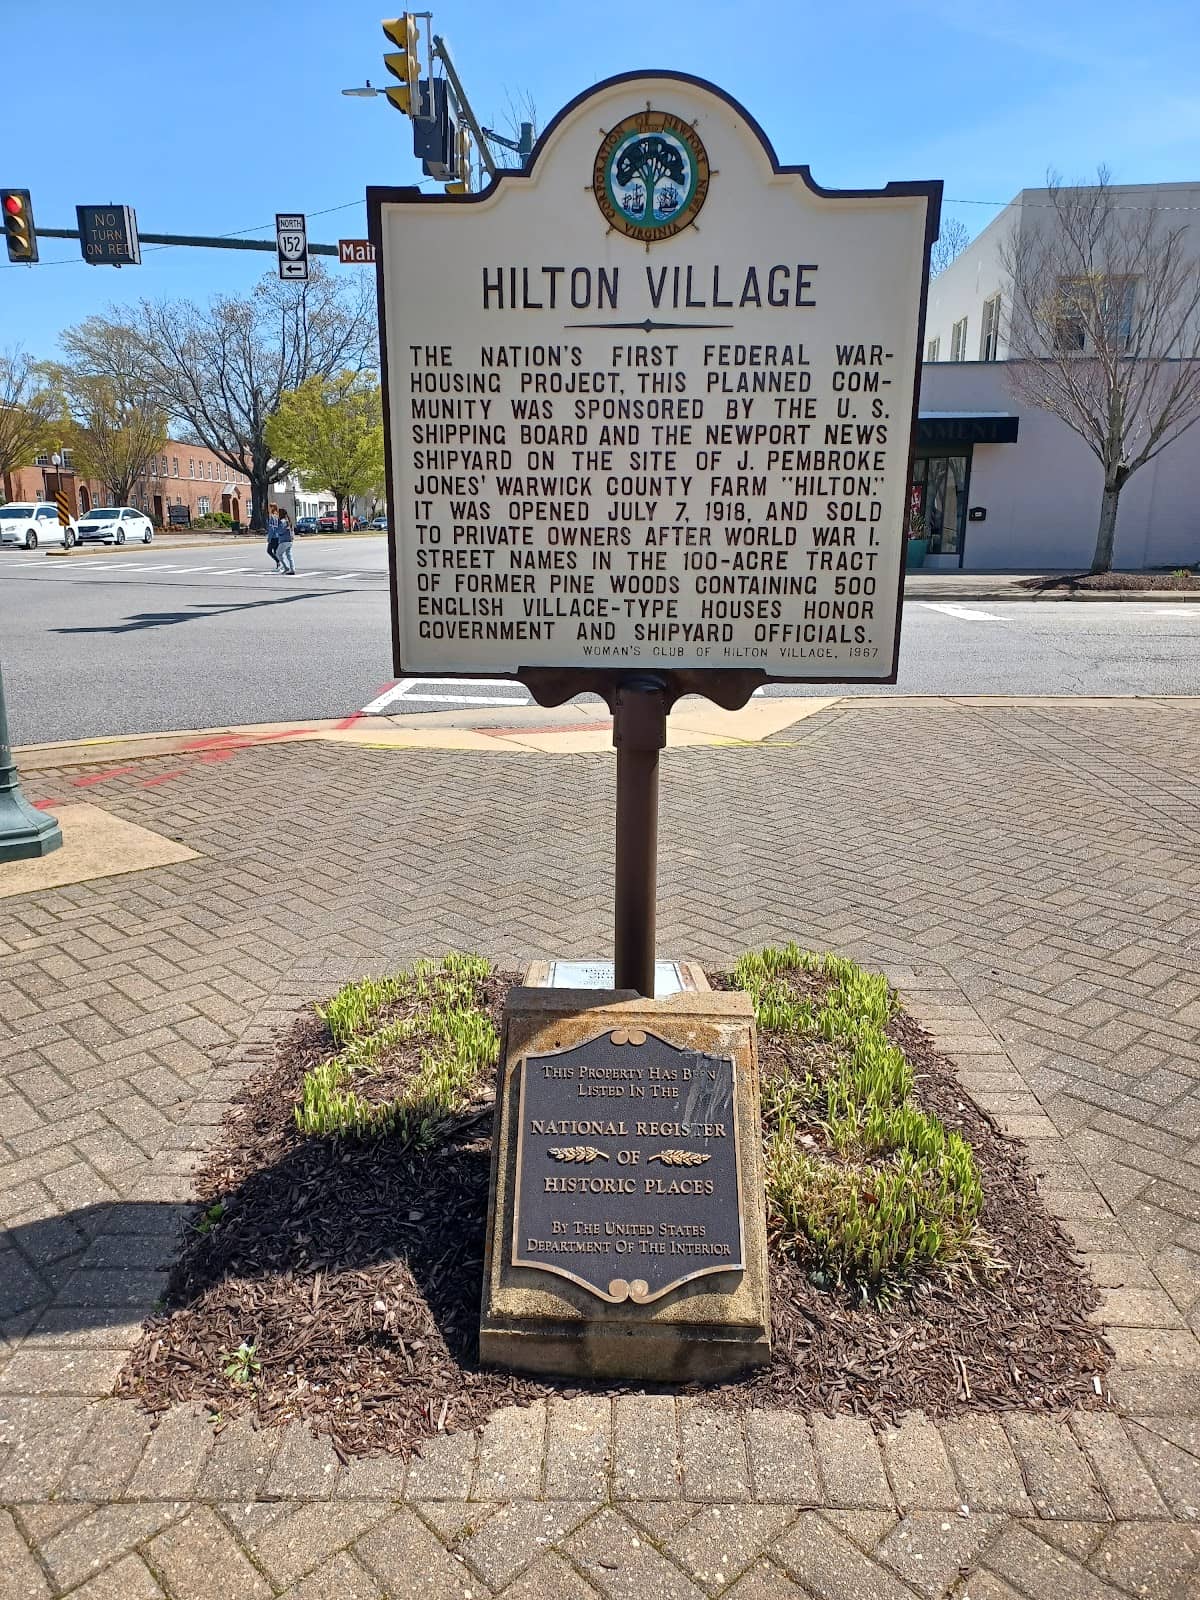 NO
TURN
ON RED
NORTH
152
Main
CORPORATION OF NEWPORT NEWS
VIRGINIA
HILTON VILLAGE
THE NATION'S FIRST FEDERAL WAR-
HOUSING PROJECT, THIS PLANNED COM-
MUNITY WAS SPONSORED BY THE U. S.
SHIPPING BOARD AND THE NEWPORT NEWS
SHIPYARD ON THE SITE OF J. PEMBROKE
JONES' WARWICK COUNTY FARM "HILTON."
IT WAS OPENED JULY 7, 1918, AND SOLD
TO PRIVATE OWNERS AFTER WORLD WAR I.
STREET NAMES IN THE 100-ACRE TRACT
OF FORMER PINE WOODS CONTAINING 500
ENGLISH VILLAGE-TYPE HOUSES HONOR
GOVERNMENT AND SHIPYARD OFFICIALS.
WOMAN'S CLUB OF HILTON VILLAGE, 1967
NMENT
THIS PROPERTY HAS BEEN
LISTED IN THE
NATIONAL REGISTER
OF
HISTORIC PLACES
BY THE UNITED STATES
DEPARTMENT OF THE INTERIOR